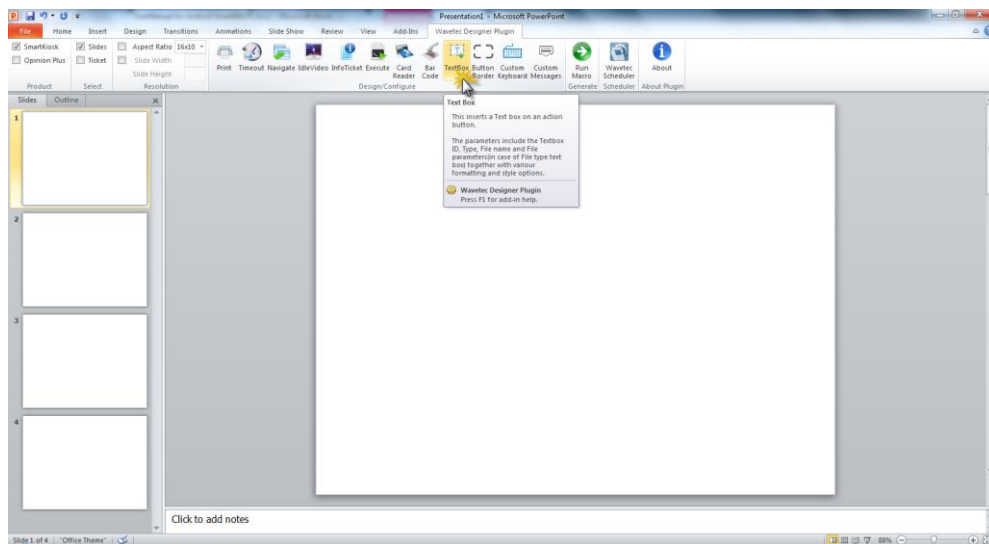 Presentation1 - Microsoft PowerPoint
File Home Insert Design Transitions Animations Slide Show Review View Add-Ins Wavetec Designer Plugin
SmartKiosk Slides Aspect Ratio 16x10
Opinion Plus Ticket Slide Width
Slide Height
Print Timeout Navigate IdleVideo InfoTicket Execute Card Reader Bar Code TextBox Button Border Custom Keyboard Custom Messages Run Macro Wavetec Scheduler About
Product Select Resolution Design/Configure Generate Scheduler About Plugin
Slides Outline
Text Box
This inserts a Text box on an action
button.
The parameters include the Textbox
ID, Type, File name and File
parameters(in case of File type text
box) together with variour
formatting and style options.
Wavetec Designer Plugin
Press F1 for add-in help.
1
2
3
4
Click to add notes
Slide 1 of 4 "Office Theme" 88%